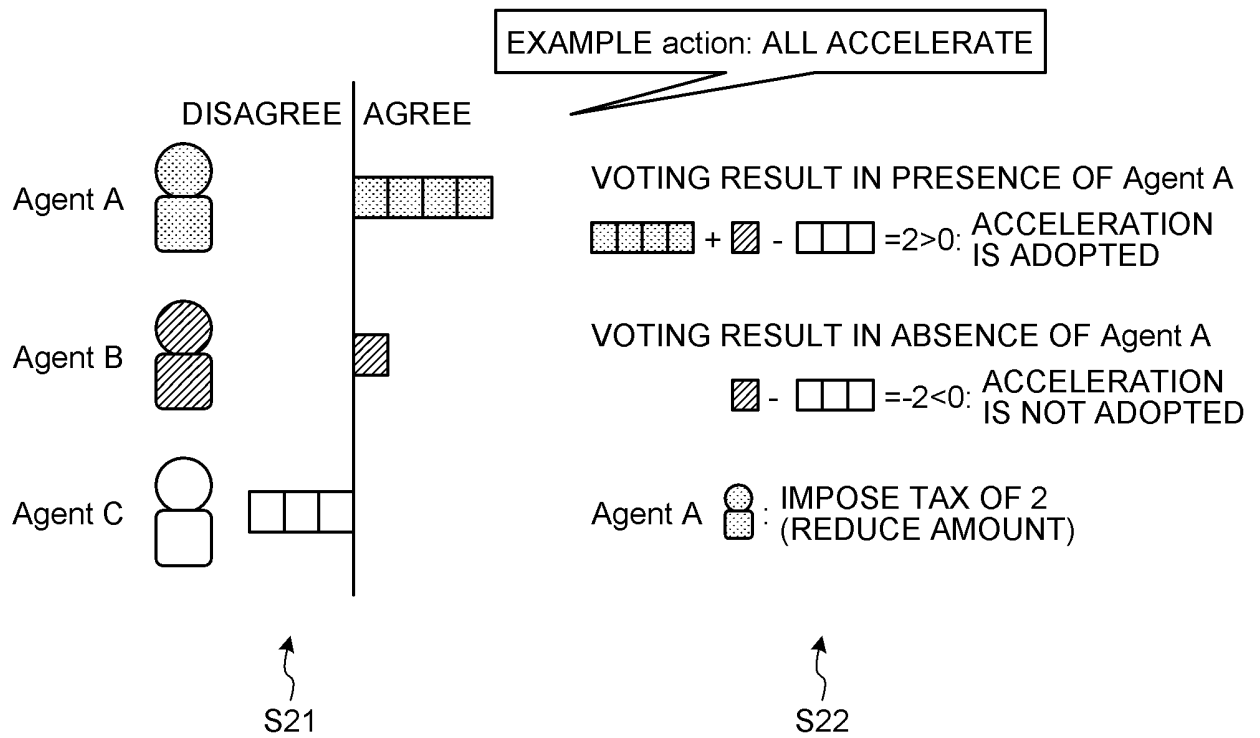 EXAMPLE action: ALL ACCELERATE
DISAGREE AGREE
Agent A
Agent B
Agent C
S21
VOTING RESULT IN PRESENCE OF Agent A
+ - =2>0: ACCELERATION
IS ADOPTED
VOTING RESULT IN ABSENCE OF Agent A
- =-2<0: ACCELERATION
IS NOT ADOPTED
Agent A : IMPOSE TAX OF 2
(REDUCE AMOUNT)
S22